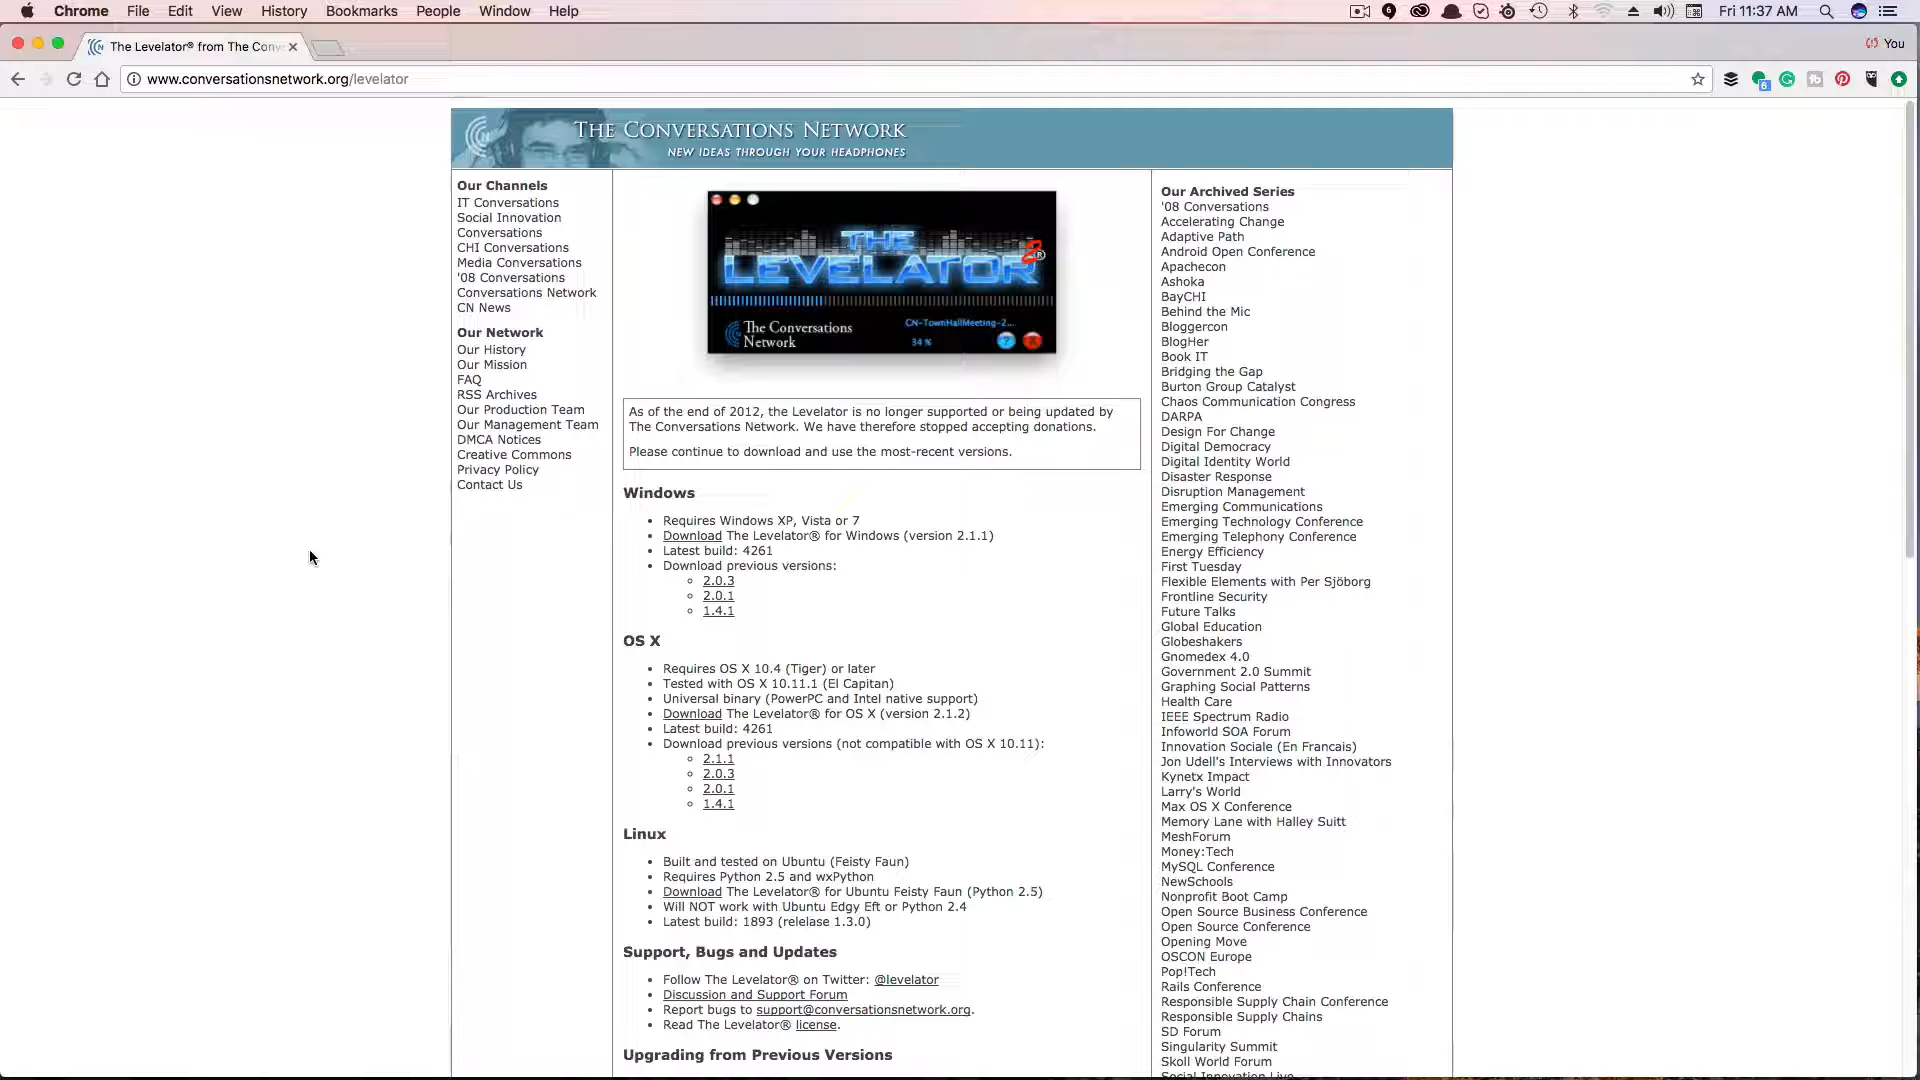 Chrome File Edit View History Bookmarks People Window Help Fri 11:37 AM
The Levelator® from The Conv
You
www.conversationsnetwork.org/levelator
THE CONVERSATIONS NETWORK
NEW IDEAS THROUGH YOUR HEADPHONES
Our Channels
IT Conversations
Social Innovation
Conversations
CHI Conversations
Media Conversations
'08 Conversations
Conversations Network
CN News
Our Network
Our History
Our Mission
FAQ
RSS Archives
Our Production Team
Our Management Team
DMCA Notices
Creative Commons
Privacy Policy
Contact Us
THE
LEVELATOR®
2
The Conversations
Network
CN-TownHallMeeting-2...
34 %
As of the end of 2012, the Levelator is no longer supported or being updated by
The Conversations Network. We have therefore stopped accepting donations.
Please continue to download and use the most-recent versions.
Windows
• Requires Windows XP, Vista or 7
• Download The Levelator® for Windows (version 2.1.1)
• Latest build: 4261
• Download previous versions:
2.0.3
2.0.1
1.4.1
OS X
• Requires OS X 10.4 (Tiger) or later
• Tested with OS X 10.11.1 (El Capitan)
• Universal binary (PowerPC and Intel native support)
• Download The Levelator® for OS X (version 2.1.2)
• Latest build: 4261
• Download previous versions (not compatible with OS X 10.11):
2.1.1
2.0.3
2.0.1
1.4.1
Linux
• Built and tested on Ubuntu (Feisty Faun)
• Requires Python 2.5 and wxPython
• Download The Levelator® for Ubuntu Feisty Faun (Python 2.5)
• Will NOT work with Ubuntu Edgy Eft or Python 2.4
• Latest build: 1893 (release 1.3.0)
Support, Bugs and Updates
• Follow The Levelator® on Twitter: @levelator
• Discussion and Support Forum
• Report bugs to support@conversationsnetwork.org.
• Read The Levelator® license.
Upgrading from Previous Versions
Our Archived Series
'08 Conversations
Accelerating Change
Adaptive Path
Android Open Conference
Apachecon
Ashoka
BayCHI
Behind the Mic
Bloggercon
BlogHer
Book IT
Bridging the Gap
Burton Group Catalyst
Chaos Communication Congress
DARPA
Design For Change
Digital Democracy
Digital Identity World
Disaster Response
Disruption Management
Emerging Communications
Emerging Technology Conference
Emerging Telephony Conference
Energy Efficiency
First Tuesday
Flexible Elements with Per Sjöborg
Frontline Security
Future Talks
Global Education
Globeshakers
Gnomedex 4.0
Government 2.0 Summit
Graphing Social Patterns
Health Care
IEEE Spectrum Radio
Infoworld SOA Forum
Innovation Sociale (En Francais)
Jon Udell's Interviews with Innovators
Kynetx Impact
Larry's World
Max OS X Conference
Memory Lane with Halley Suitt
MeshForum
Money:Tech
MySQL Conference
NewSchools
Nonprofit Boot Camp
Open Source Business Conference
Open Source Conference
Opening Move
OSCON Europe
Pop!Tech
Rails Conference
Responsible Supply Chain Conference
Responsible Supply Chains
SD Forum
Singularity Summit
Skoll World Forum
Social Innovation Live